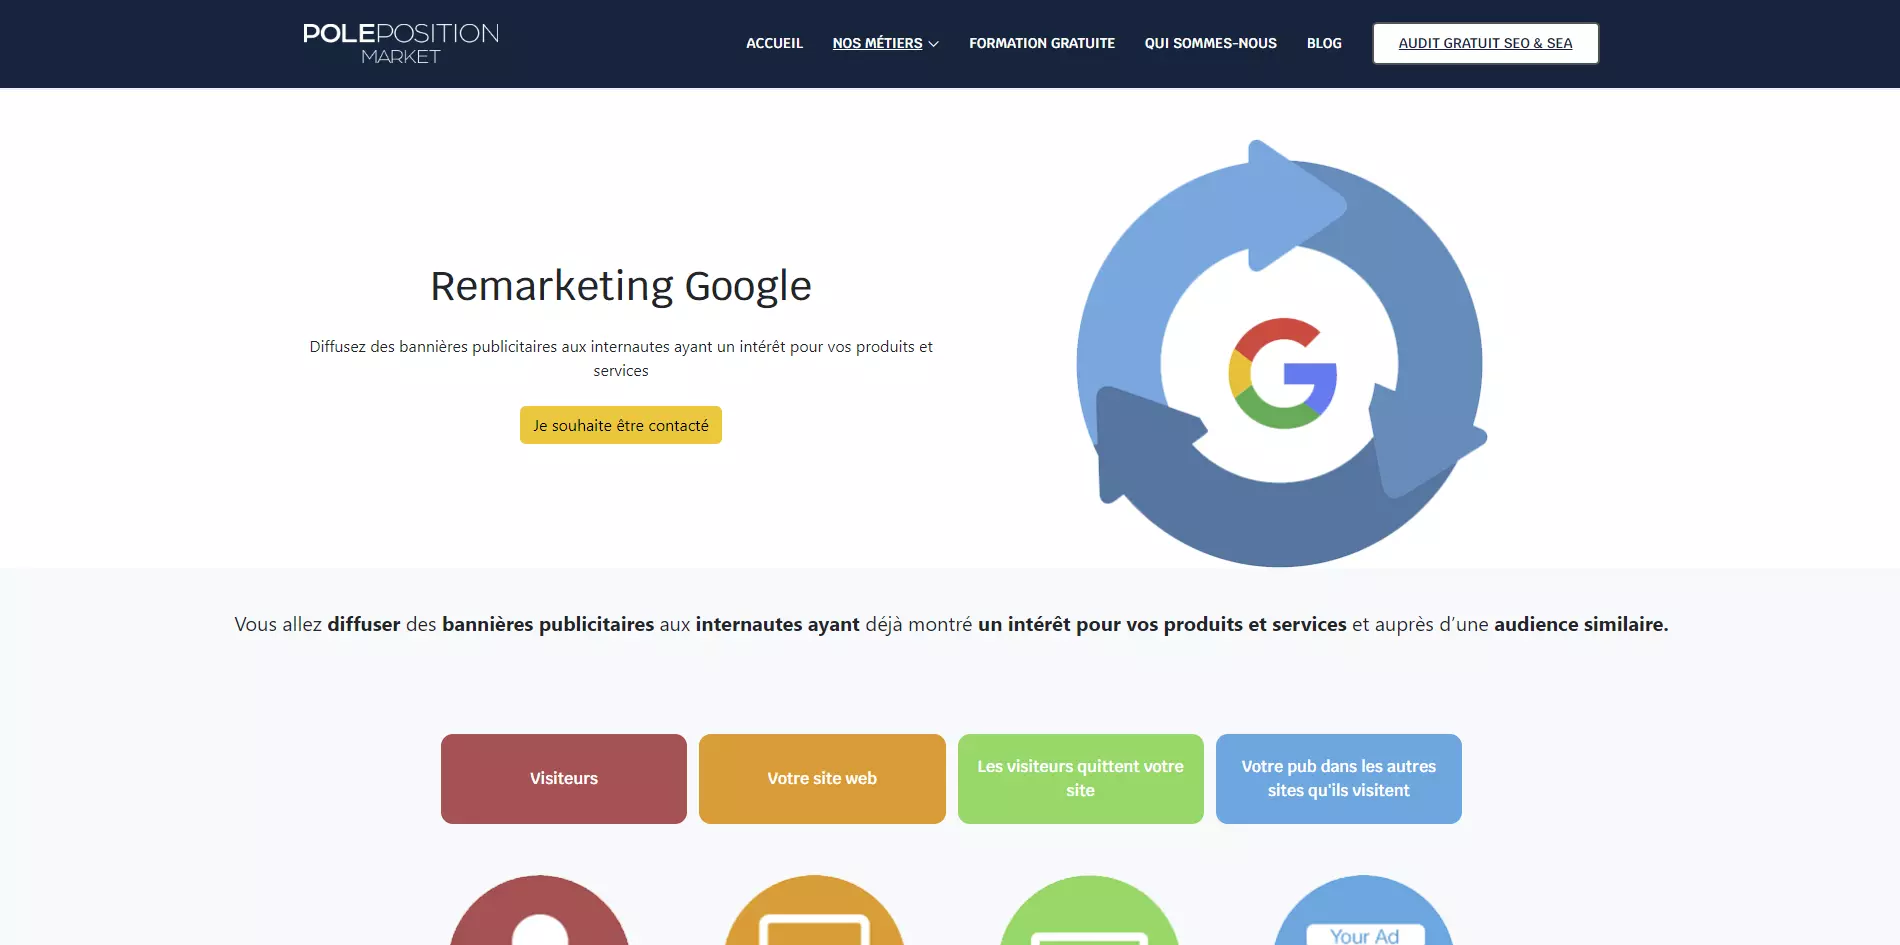 POLEPOSITION
MARKET
ACCUEIL
NOS MÉTIERS
FORMATION GRATUITE
QUI SOMMES-NOUS
BLOG
AUDIT GRATUIT SEO & SEA
Remarketing Google
Diffusez des bannières publicitaires aux internautes ayant un intérêt pour vos produits et
services
Je souhaite être contacté
G
Vous allez diffuser des bannières publicitaires aux internautes ayant déjà montré un intérêt pour vos produits et services et auprès d’une audience similaire.
Visiteurs
Votre site web
Les visiteurs quittent votre
site
Votre pub dans les autres
sites qu'ils visitent
Your Ad